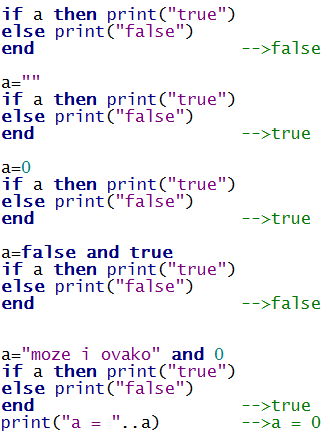 if a then print("true")
else print("false")
end -->false
a=""
if a then print("true")
else print("false")
end -->true
a=0
if a then print("true")
else print("false")
end -->true
a=false and true
if a then print("true")
else print("false")
end -->false
a="moze i ovako" and 0
if a then print("true")
else print("false")
end -->true
print("a = "..a) -->a = 0